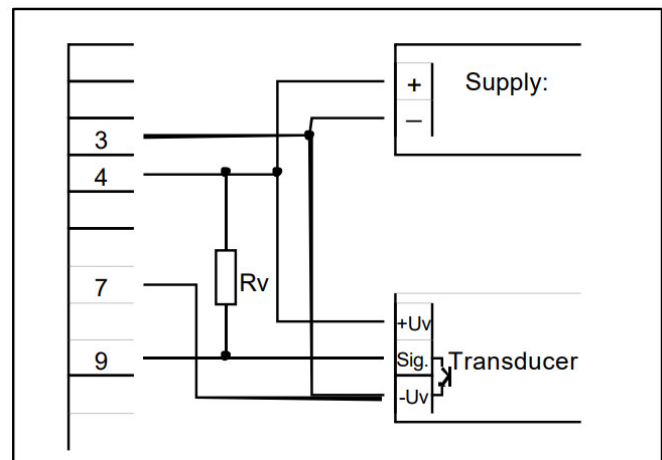 + Supply:
–
3
4
Rv
7
+Uv
9 Sig. Transducer
-Uv